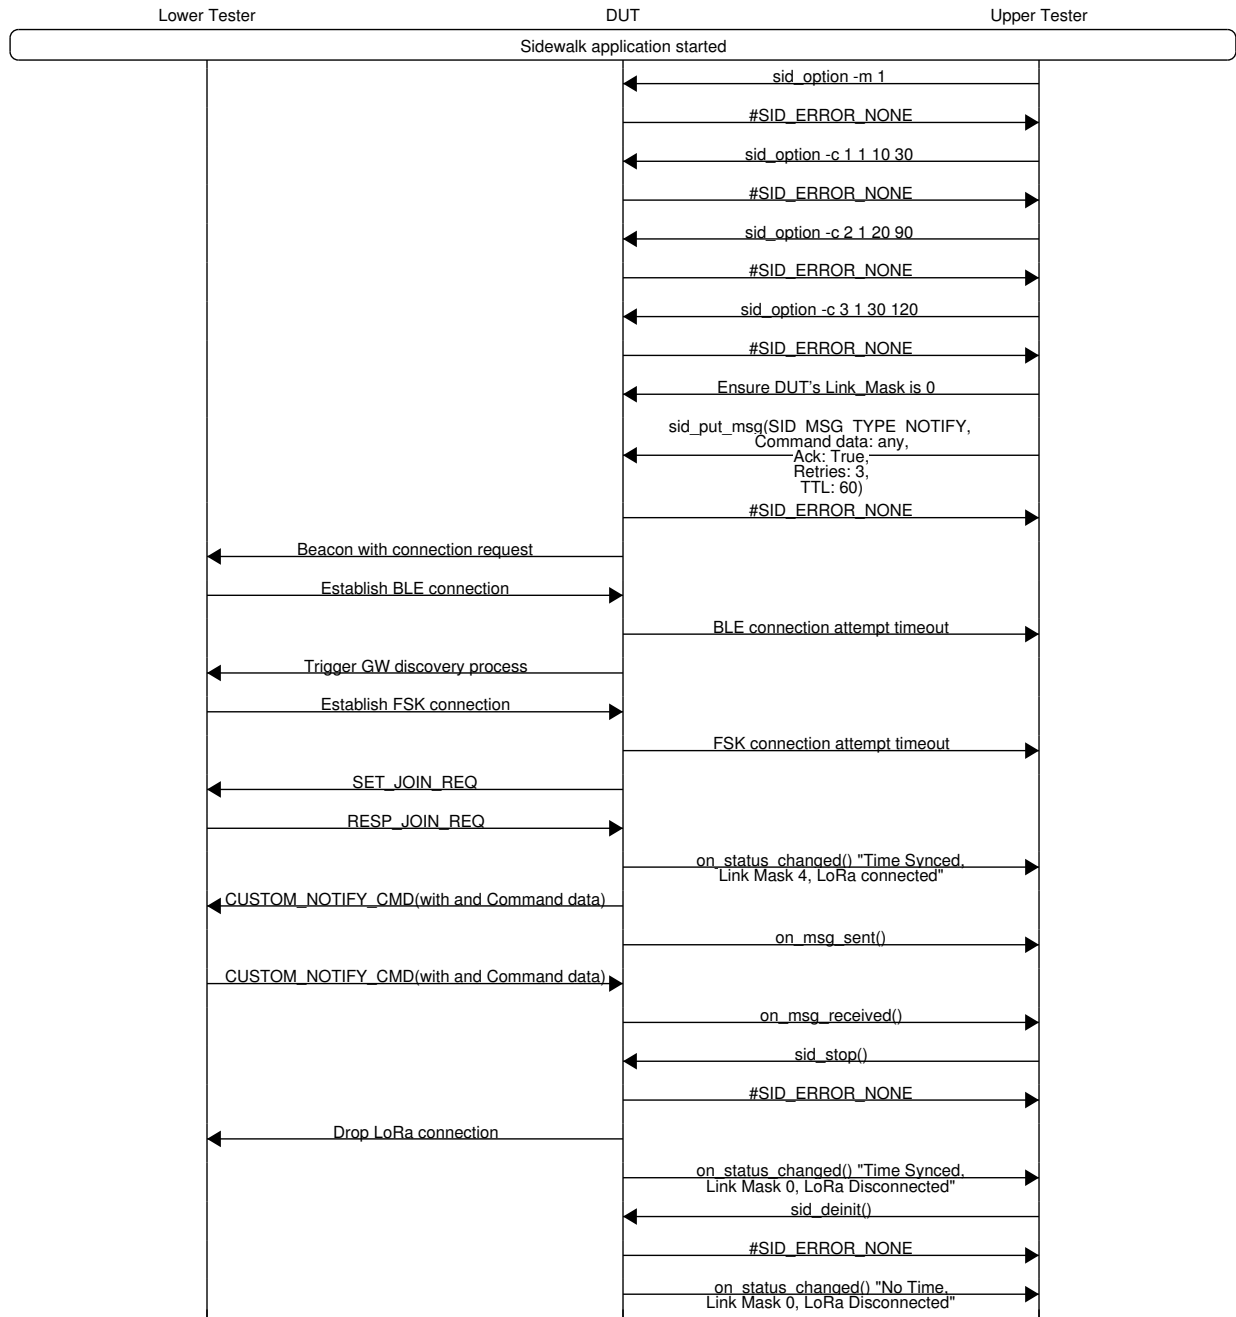 Lower Tester DUT Upper Tester
Sidewalk application started
sid_option -m 1
#SID_ERROR_NONE
sid_option -c 1 1 10 30
#SID_ERROR_NONE
sid_option -c 2 1 20 90
#SID_ERROR_NONE
sid_option -c 3 1 30 120
#SID_ERROR_NONE
Ensure DUT's Link_Mask is 0
sid_put_msg(SID_MSG_TYPE_NOTIFY,
Command data: any,
Ack: True,
Retries: 3,
TTL: 60)
#SID_ERROR_NONE
Beacon with connection request
Establish BLE connection
BLE connection attempt timeout
Trigger GW discovery process
Establish FSK connection
FSK connection attempt timeout
SET_JOIN_REQ
RESP_JOIN_REQ
on_status_changed() "Time Synced,
Link Mask 4, LoRa connected"
CUSTOM_NOTIFY_CMD(with and Command data)
on_msg_sent()
CUSTOM_NOTIFY_CMD(with and Command data)
on_msg_received()
sid_stop()
#SID_ERROR_NONE
Drop LoRa connection
on_status_changed() "Time Synced,
Link Mask 0, LoRa Disconnected"
sid_deinit()
#SID_ERROR_NONE
on_status_changed() "No Time,
Link Mask 0, LoRa Disconnected"